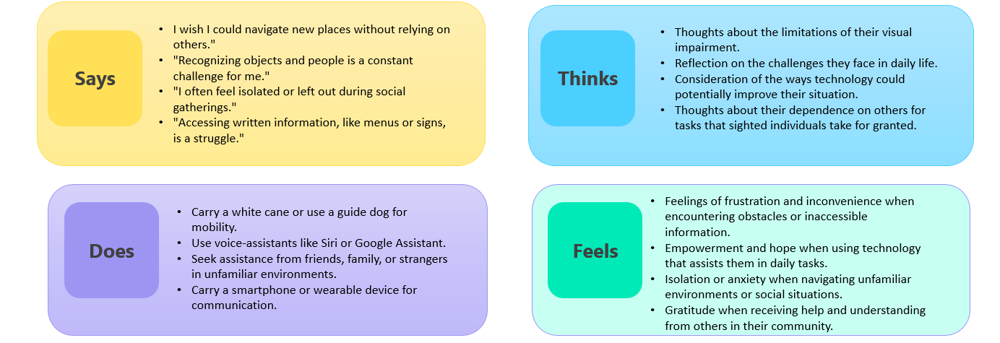 Says
• I wish I could navigate new places without relying on
others."
• "Recognizing objects and people is a constant
challenge for me."
• "I often feel isolated or left out during social
gatherings."
• "Accessing written information, like menus or signs,
is a struggle."
Thinks
• Thoughts about the limitations of their visual
impairment.
• Reflection on the challenges they face in daily life.
• Consideration of the ways technology could
potentially improve their situation.
• Thoughts about their dependence on others for
tasks that sighted individuals take for granted.
Does
• Carry a white cane or use a guide dog for
mobility.
• Use voice-assistants like Siri or Google Assistant.
• Seek assistance from friends, family, or strangers
in unfamiliar environments.
• Carry a smartphone or wearable device for
communication.
Feels
• Feelings of frustration and inconvenience when
encountering obstacles or inaccessible
information.
• Empowerment and hope when using technology
that assists them in daily tasks.
• Isolation or anxiety when navigating unfamiliar
environments or social situations.
• Gratitude when receiving help and understanding
from others in their community.